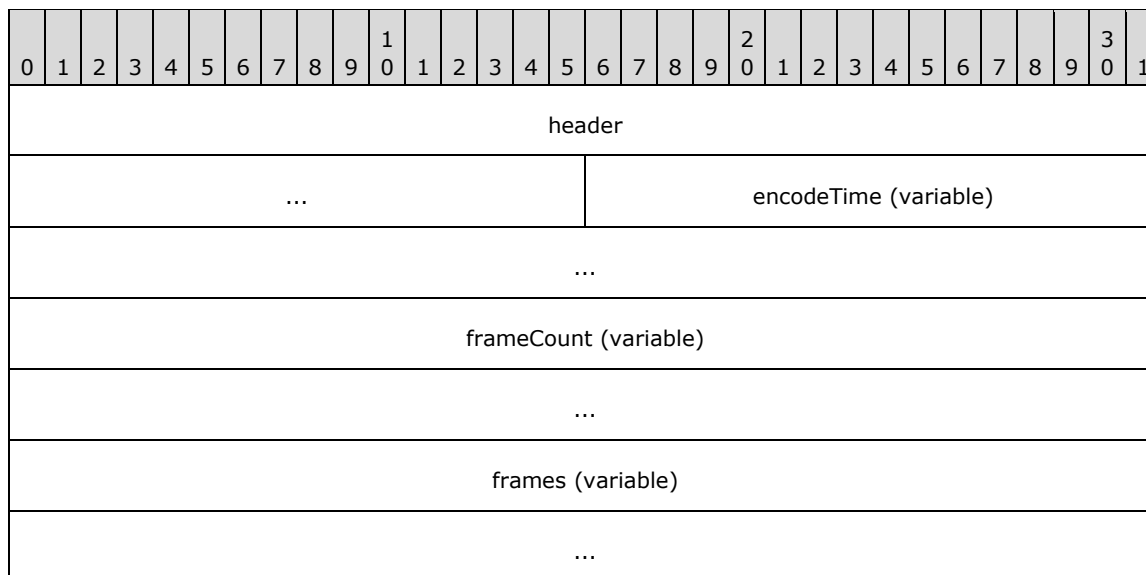 1 2 3
0 1 2 3 4 5 6 7 8 9 0 1 2 3 4 5 6 7 8 9 0 1 2 3 4 5 6 7 8 9 0 1
header
... encodeTime (variable)
...
frameCount (variable)
...
frames (variable)
...